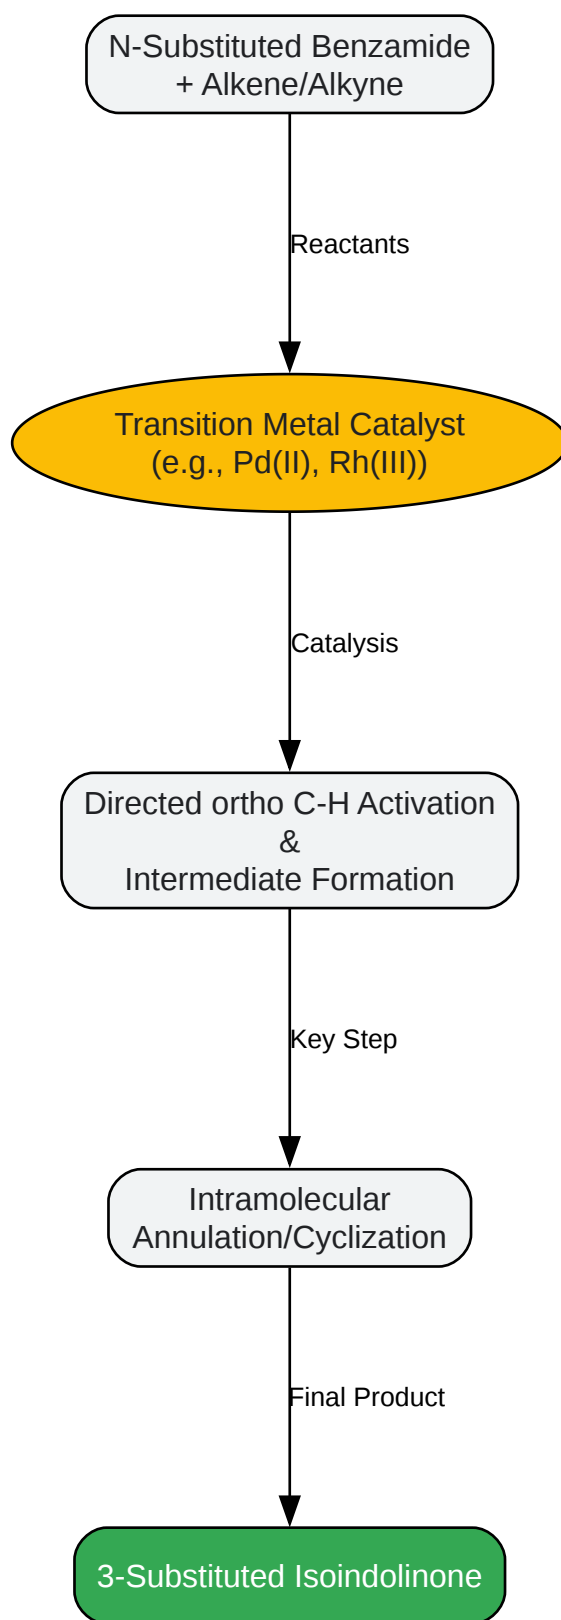 N-Substituted Benzamide
+ Alkene/Alkyne
Reactants
Transition Metal Catalyst
(e.g., Pd(II), Rh(III))
Catalysis
Directed ortho C-H Activation
&
Intermediate Formation
Key Step
Intramolecular
Annulation/Cyclization
Final Product
3-Substituted Isoindolinone